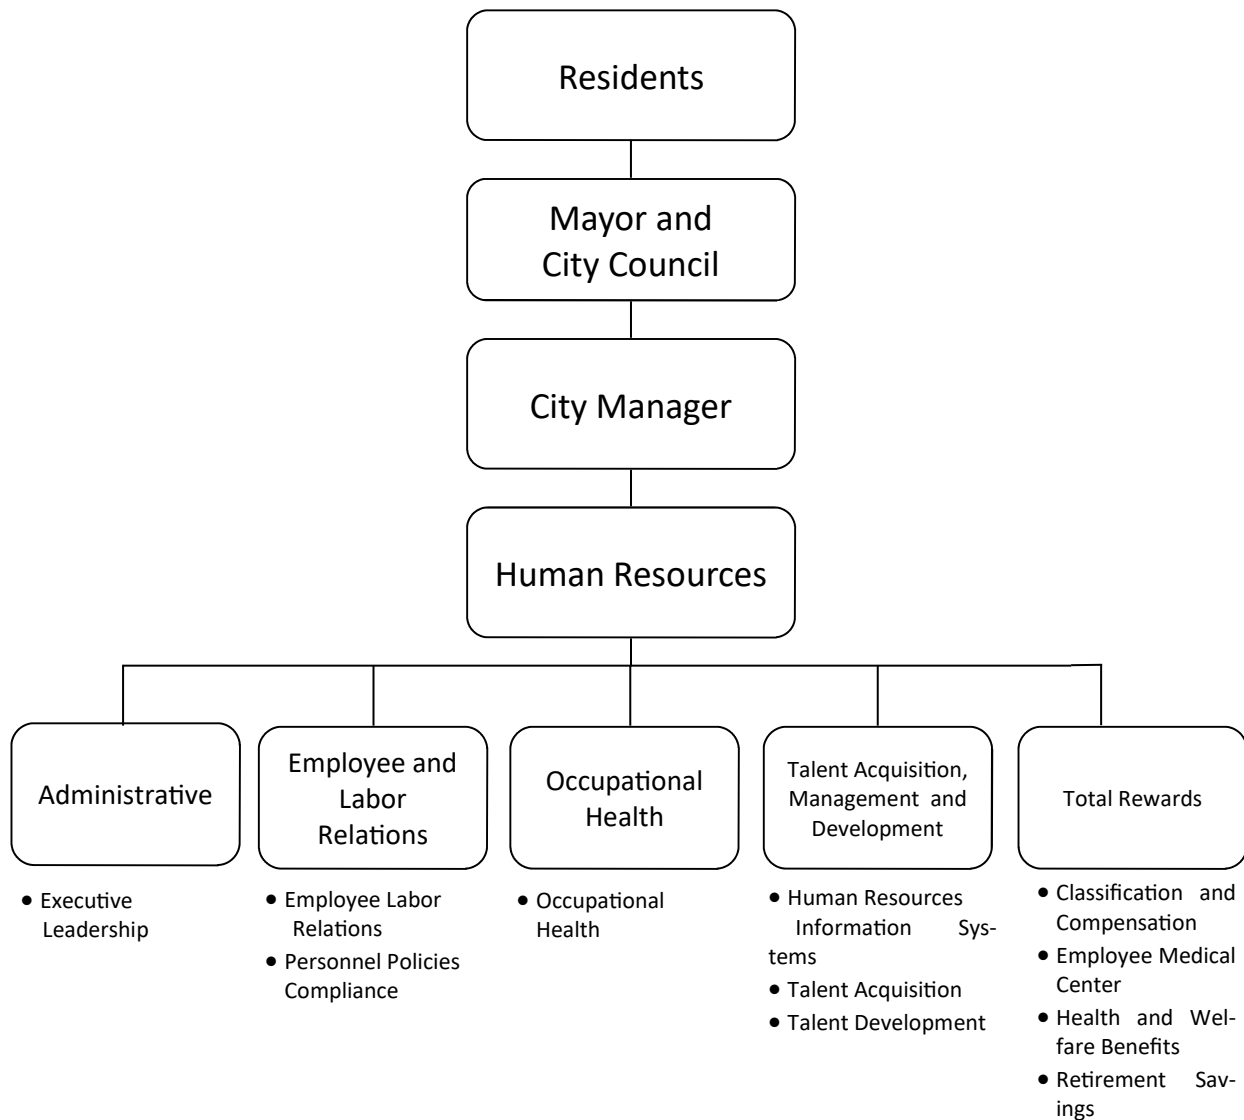 Residents
Mayor and
City Council
City Manager
Human Resources
Administrative
Employee and
Labor
Relations
Occupational
Health
Talent Acquisition,
Management and
Development
Total Rewards
• Executive
Leadership
• Employee Labor
Relations
• Personnel Policies
Compliance
• Occupational
Health
• Human Resources
Information Sys-
tems
• Talent Acquisition
• Talent Development
• Classification and
Compensation
• Employee Medical
Center
• Health and Wel-
fare Benefits
• Retirement Sav-
ings